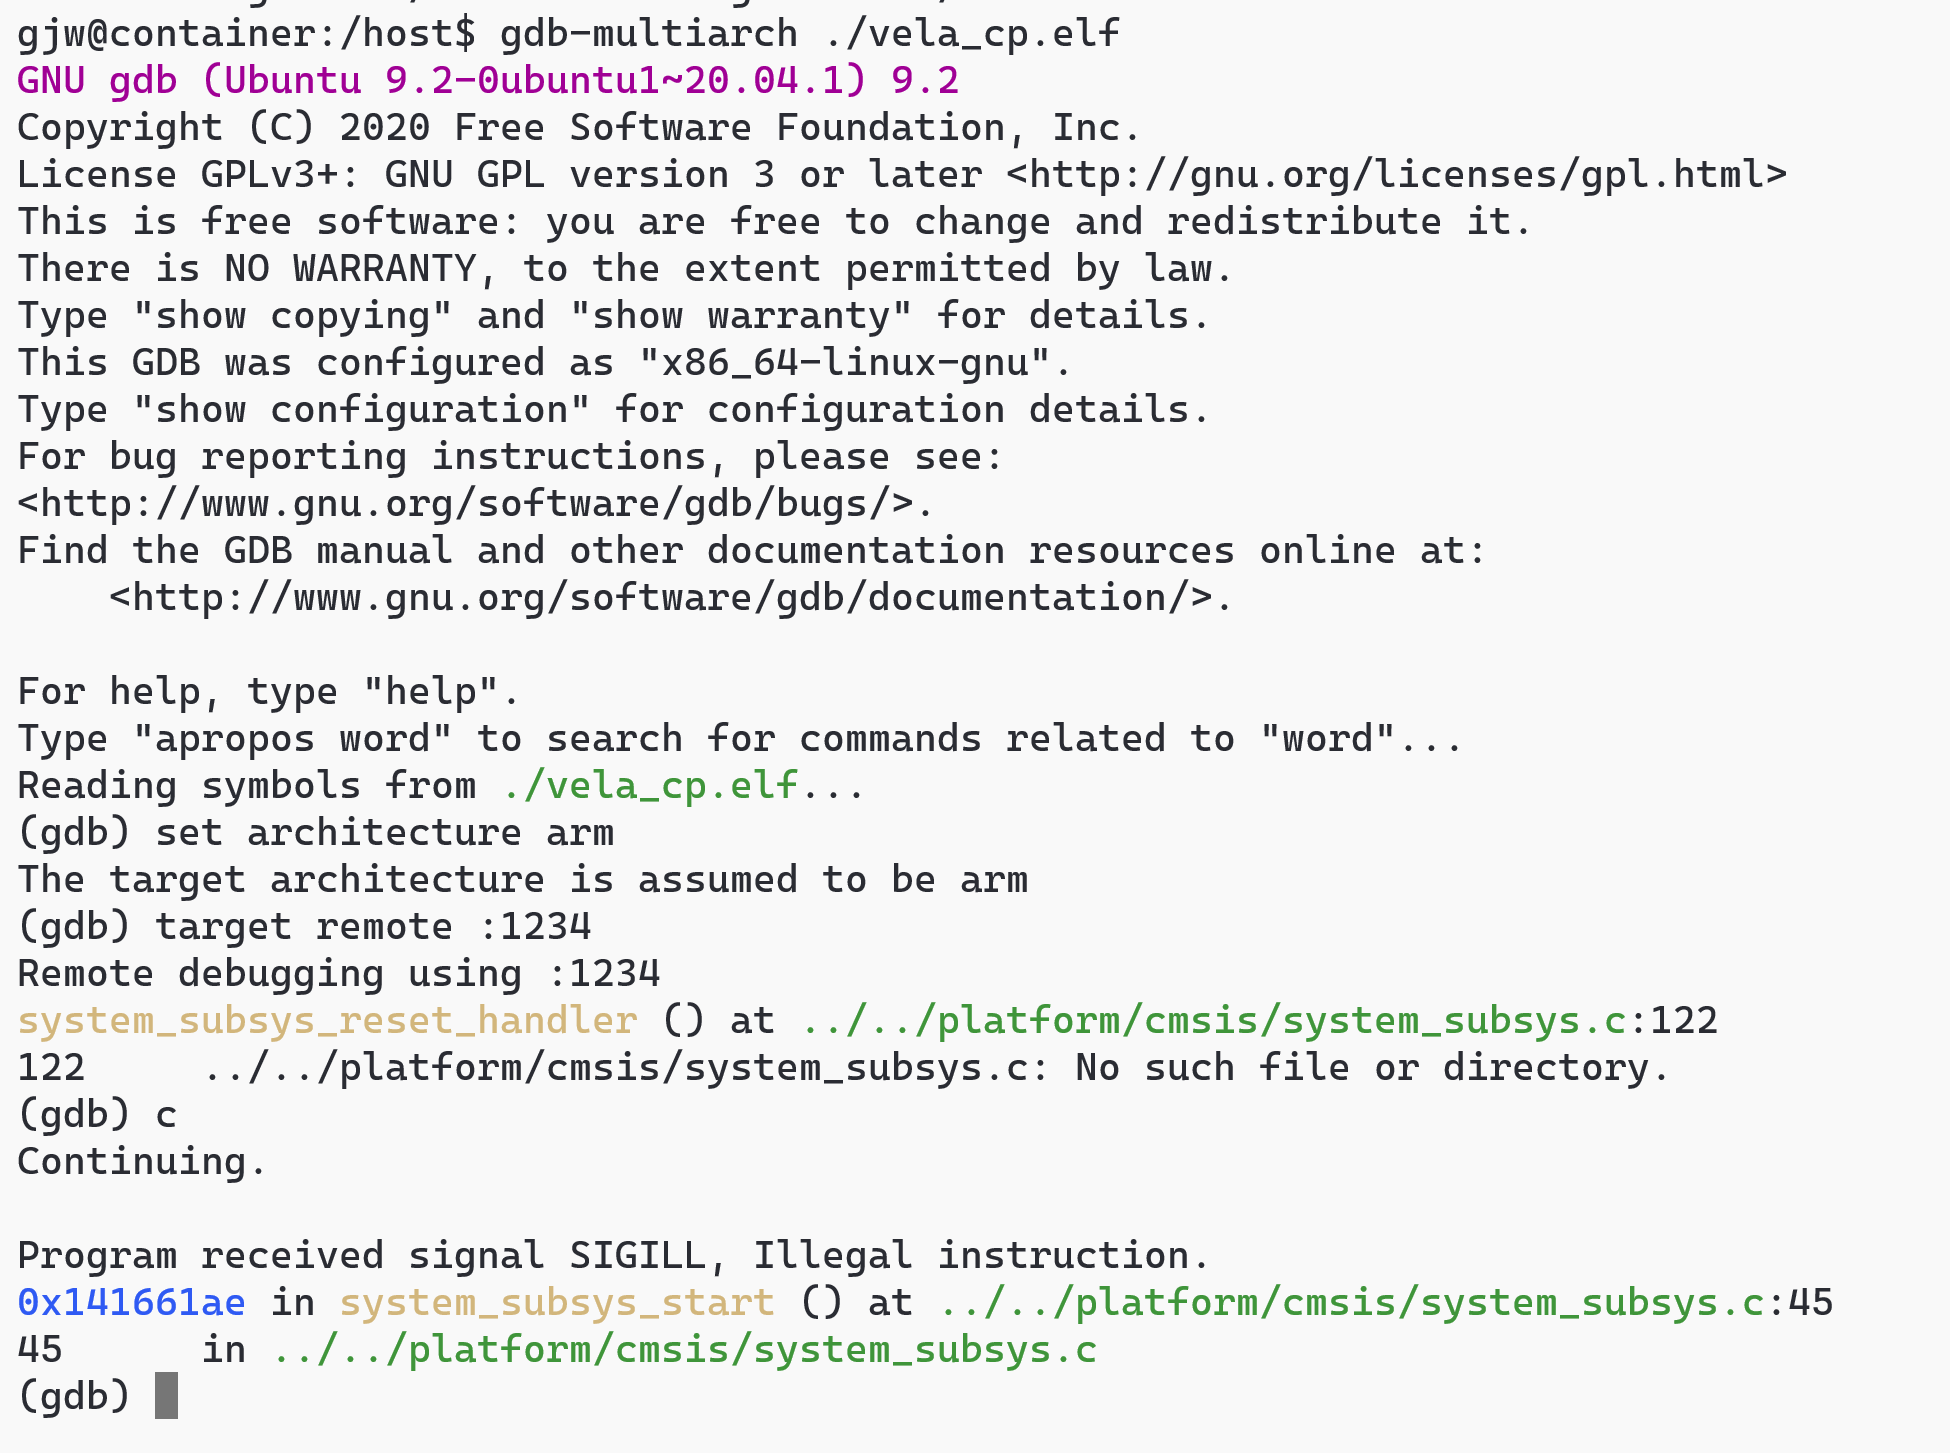 gjw@container:/host$ gdb-multiarch ./vela_cp.elf
GNU gdb (Ubuntu 9.2-0ubuntu1~20.04.1) 9.2
Copyright (C) 2020 Free Software Foundation, Inc.
License GPLv3+: GNU GPL version 3 or later <http://gnu.org/licenses/gpl.html>
This is free software: you are free to change and redistribute it.
There is NO WARRANTY, to the extent permitted by law.
Type "show copying" and "show warranty" for details.
This GDB was configured as "x86_64-linux-gnu".
Type "show configuration" for configuration details.
For bug reporting instructions, please see:
<http://www.gnu.org/software/gdb/bugs/>.
Find the GDB manual and other documentation resources online at:
    <http://www.gnu.org/software/gdb/documentation/>.

For help, type "help".
Type "apropos word" to search for commands related to "word"...
Reading symbols from ./vela_cp.elf...
(gdb) set architecture arm
The target architecture is assumed to be arm
(gdb) target remote :1234
Remote debugging using :1234
system_subsys_reset_handler () at ../../platform/cmsis/system_subsys.c:122
122     ../../platform/cmsis/system_subsys.c: No such file or directory.
(gdb) c
Continuing.

Program received signal SIGILL, Illegal instruction.
0x141661ae in system_subsys_start () at ../../platform/cmsis/system_subsys.c:45
45      in ../../platform/cmsis/system_subsys.c
(gdb)